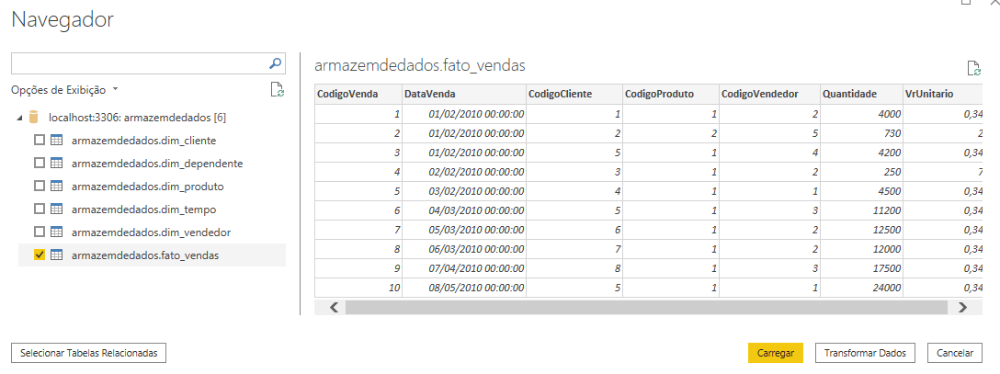 Navegador
Opções de Exibição
localhost:3306: armazemdedados [6]
armazemdedados.dim_cliente
armazemdedados.dim_dependente
armazemdedados.dim_produto
armazemdedados.dim_tempo
armazemdedados.dim_vendedor
armazemdedados.fato_vendas
armazemdedados.fato_vendas
CodigoVenda DataVenda CodigoCliente CodigoProduto CodigoVendedor Quantidade VrUnitario
1 01/02/2010 00:00:00 1 1 2 4000 0,34
2 01/02/2010 00:00:00 2 2 5 730 2
3 01/02/2010 00:00:00 5 1 4 4200 0,34
4 02/02/2010 00:00:00 3 1 2 250 7
5 03/02/2010 00:00:00 4 1 1 4500 0,34
6 04/03/2010 00:00:00 5 1 3 11200 0,34
7 05/03/2010 00:00:00 6 1 2 12500 0,34
8 06/03/2010 00:00:00 7 1 2 12000 0,34
9 07/04/2010 00:00:00 8 1 3 17500 0,34
10 08/05/2010 00:00:00 5 1 1 24000 0,34
Selecionar Tabelas Relacionadas Carregar Transformar Dados Cancelar